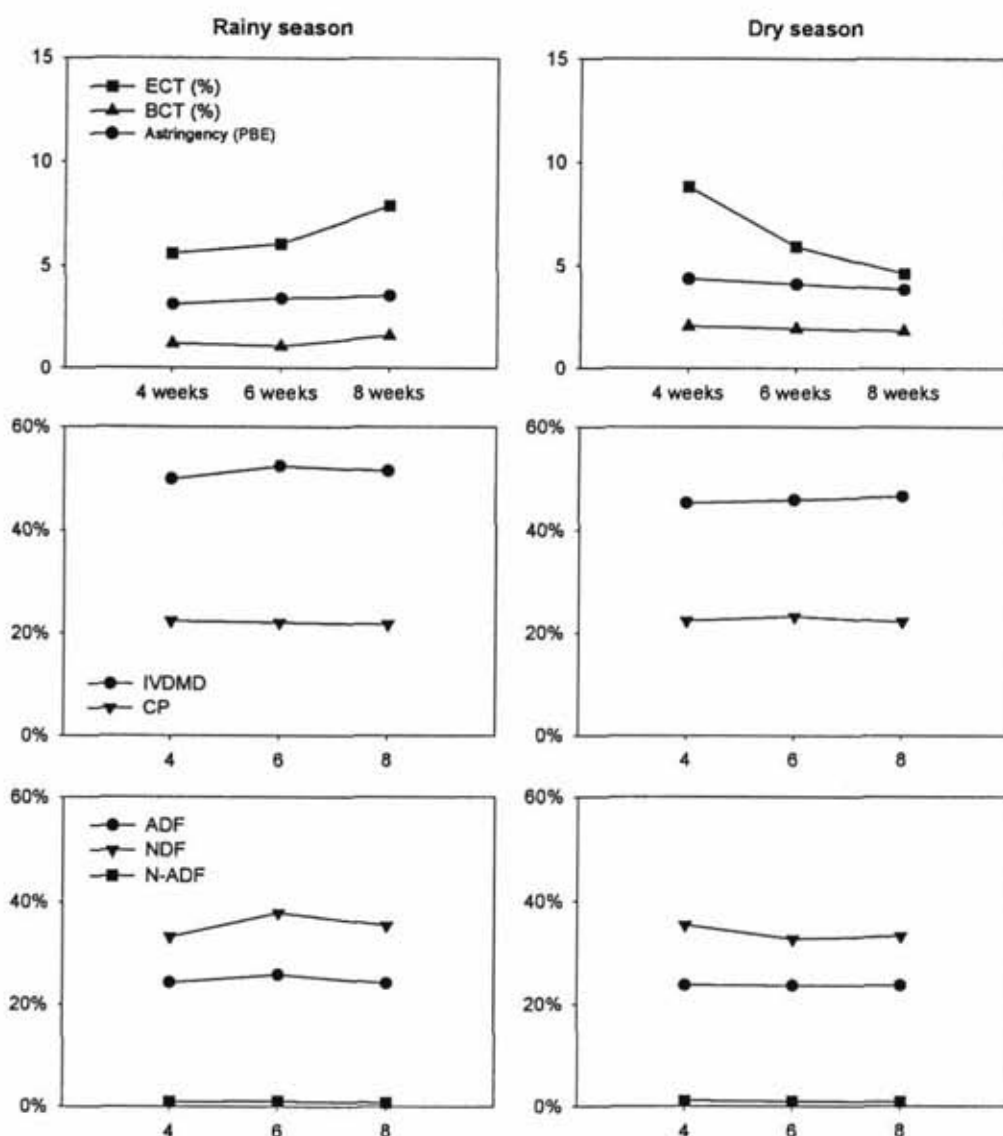 Rainy season
Dry season
15
10
5
0
ECT (%)
BCT (%)
Astringency (PBE)
4 weeks 6 weeks 8 weeks
15
10
5
0
4 weeks 6 weeks 8 weeks
60%
40%
20%
0%
IVDMD
CP
4 6 8
60%
40%
20%
0%
4 6 8
60%
40%
20%
0%
ADF
NDF
N-ADF
4 6 8
60%
40%
20%
0%
4 6 8